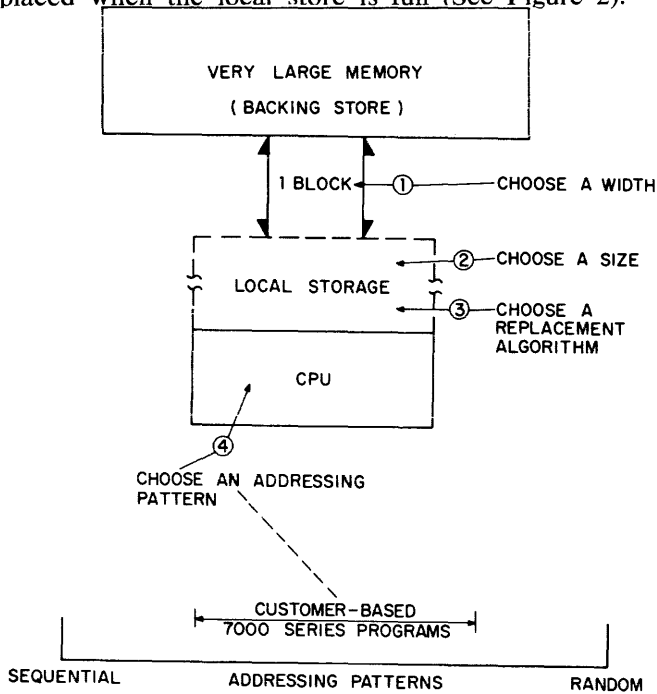 placed when the local store is full (See Figure 2).
VERY LARGE MEMORY
(BACKING STORE)
1 BLOCK
①
CHOOSE A WIDTH
②
CHOOSE A SIZE
LOCAL STORAGE
③
CHOOSE A
REPLACEMENT
ALGORITHM
CPU
④
CHOOSE AN ADDRESSING
PATTERN
CUSTOMER-BASED
7000 SERIES PROGRAMS
SEQUENTIAL
ADDRESSING PATTERNS
RANDOM